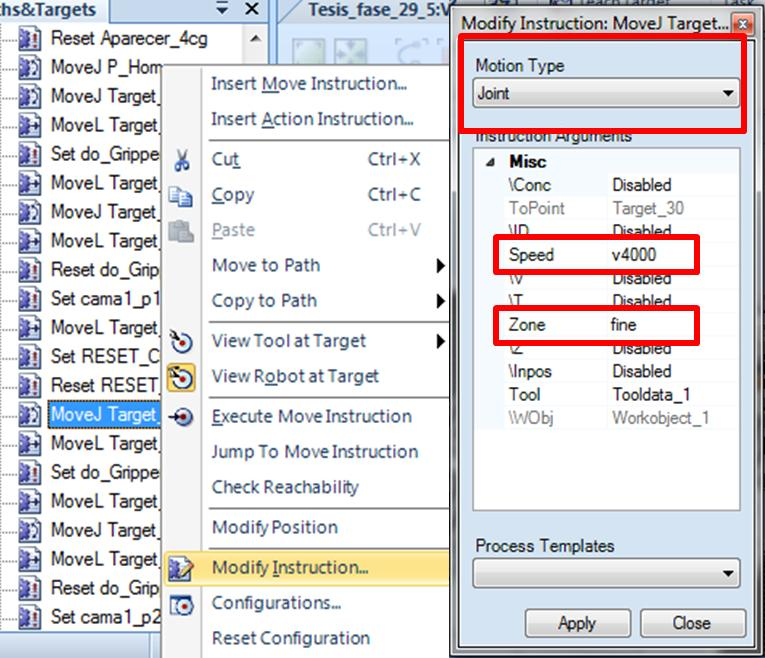 hs&Targets
Reset Aparecer_4cg
MoveJ P_Hom
MoveJ Target_
MoveL Target_
Set do_Grippe
MoveL Target_
MoveJ Target_
MoveL Target_
Reset do_Grip
Set cama1_p1
MoveL Target_
Set RESET_C
Reset RESET_
MoveJ Target_
MoveL Target_
Set do_Grippe
MoveL Target_
MoveJ Target_
MoveL Target_
Reset do_Grip
Set cama1_p2
Tesis_fase_29_5:V
Insert Move Instruction...
Insert Action Instruction...
Cut Ctrl+X
Copy Ctrl+C
Paste Ctrl+V
Move to Path
Copy to Path
View Tool at Target
View Robot at Target
Execute Move Instruction
Jump To Move Instruction
Check Reachability
Modify Position
Modify Instruction...
Configurations...
Reset Configuration
Modify Instruction: MoveJ Target...
Motion Type
Joint
Instruction Arguments
Misc
\Conc Disabled
ToPoint Target_30
\ID Disabled
Speed v4000
\V Disabled
\T Disabled
Zone fine
\Z Disabled
\Inpos Disabled
Tool Tooldata_1
\WObj Workobject_1
Process Templates
Apply
Close